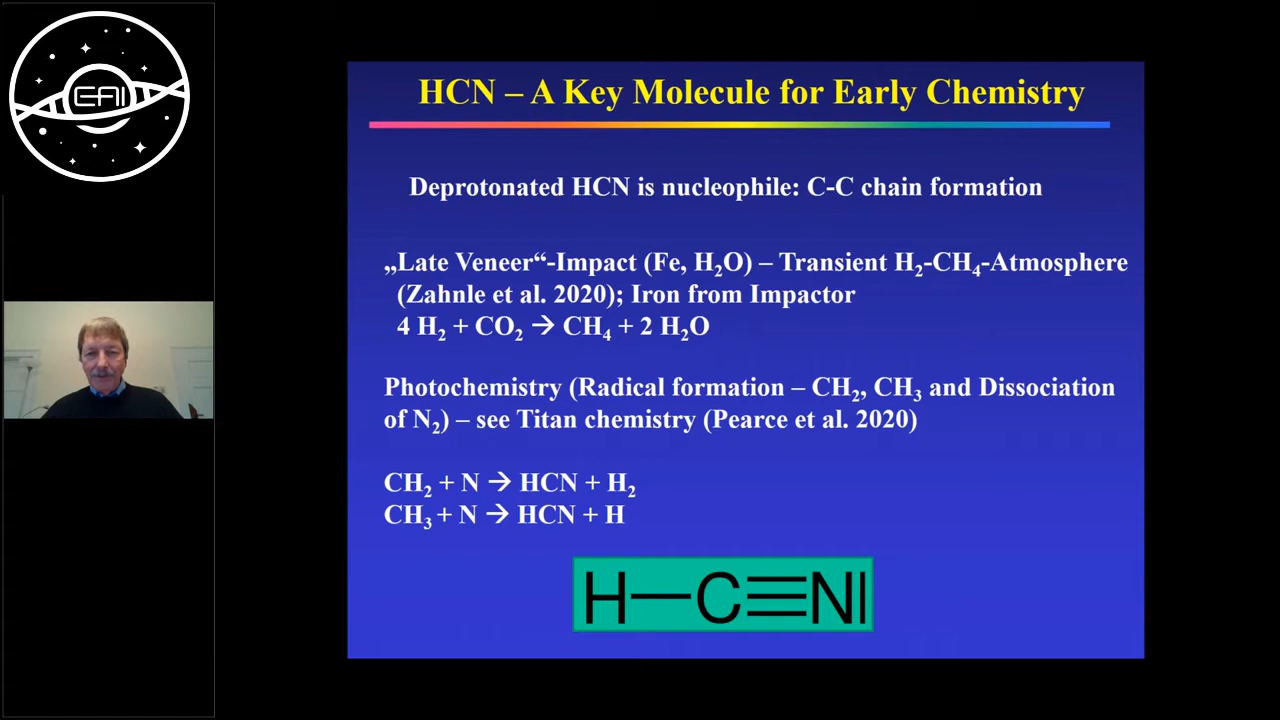 EAI
HCN – A Key Molecule for Early Chemistry
Deprotonated HCN is nucleophile: C-C chain formation
„Late Veneer“-Impact (Fe, H₂O) – Transient H₂-CH₄-Atmosphere
(Zahnle et al. 2020); Iron from Impactor
4 H₂ + CO₂ → CH₄ + 2 H₂O
Photochemistry (Radical formation – CH₂, CH₃ and Dissociation
of N₂) – see Titan chemistry (Pearce et al. 2020)
CH₂ + N → HCN + H₂
CH₃ + N → HCN + H
H—C≡N|